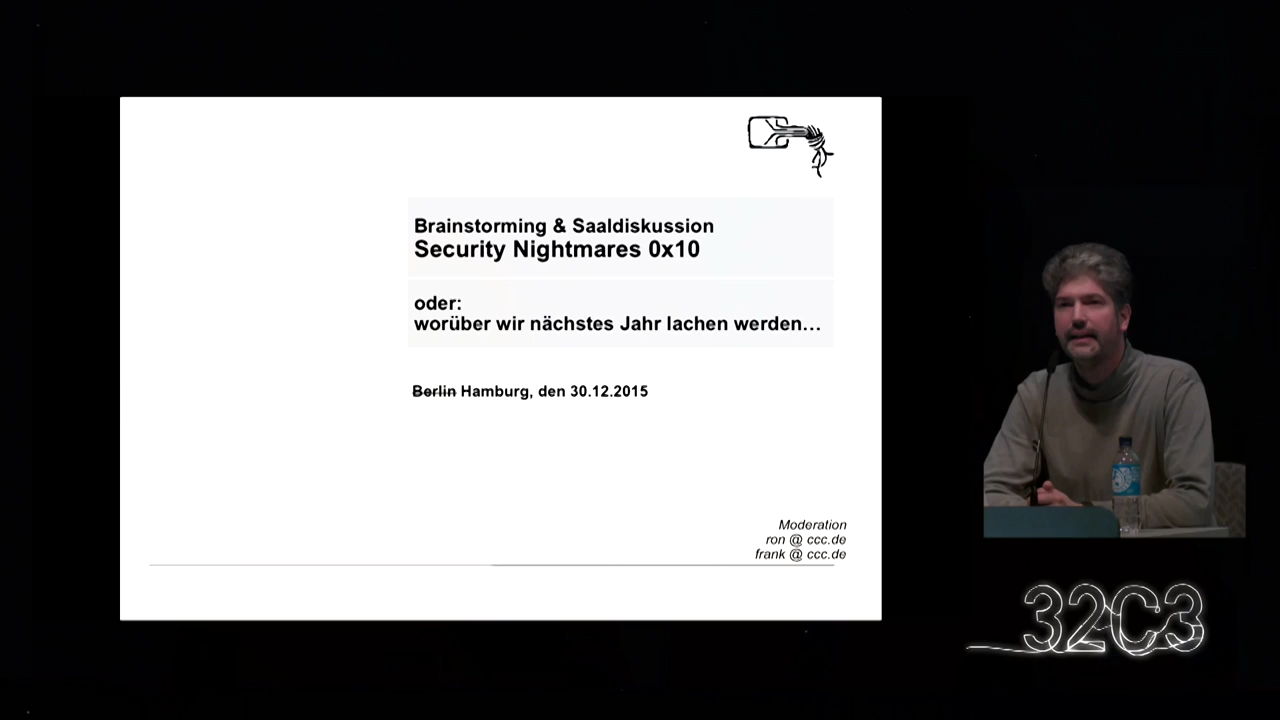 Brainstorming & Saaldiskussion
Security Nightmares 0x10
oder:
worüber wir nächstes Jahr lachen werden…
Berlin Hamburg, den 30.12.2015
Moderation
ron @ ccc.de
frank @ ccc.de
32C3